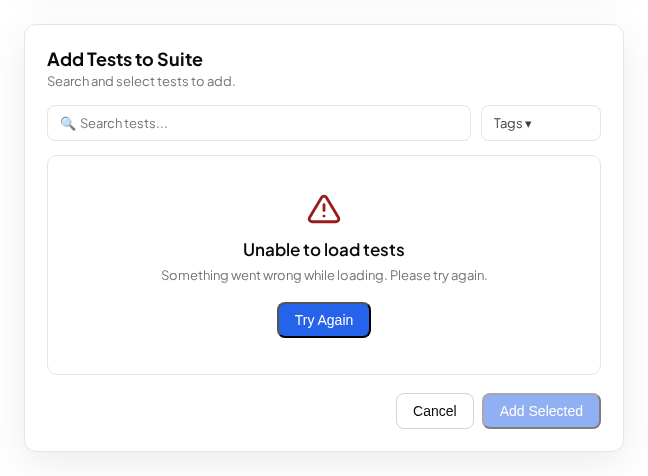 Add Tests to Suite
Search and select tests to add.
🔍 Search tests...
Tags ▾
Unable to load tests
Something went wrong while loading. Please try again.
Try Again
Cancel
Add Selected